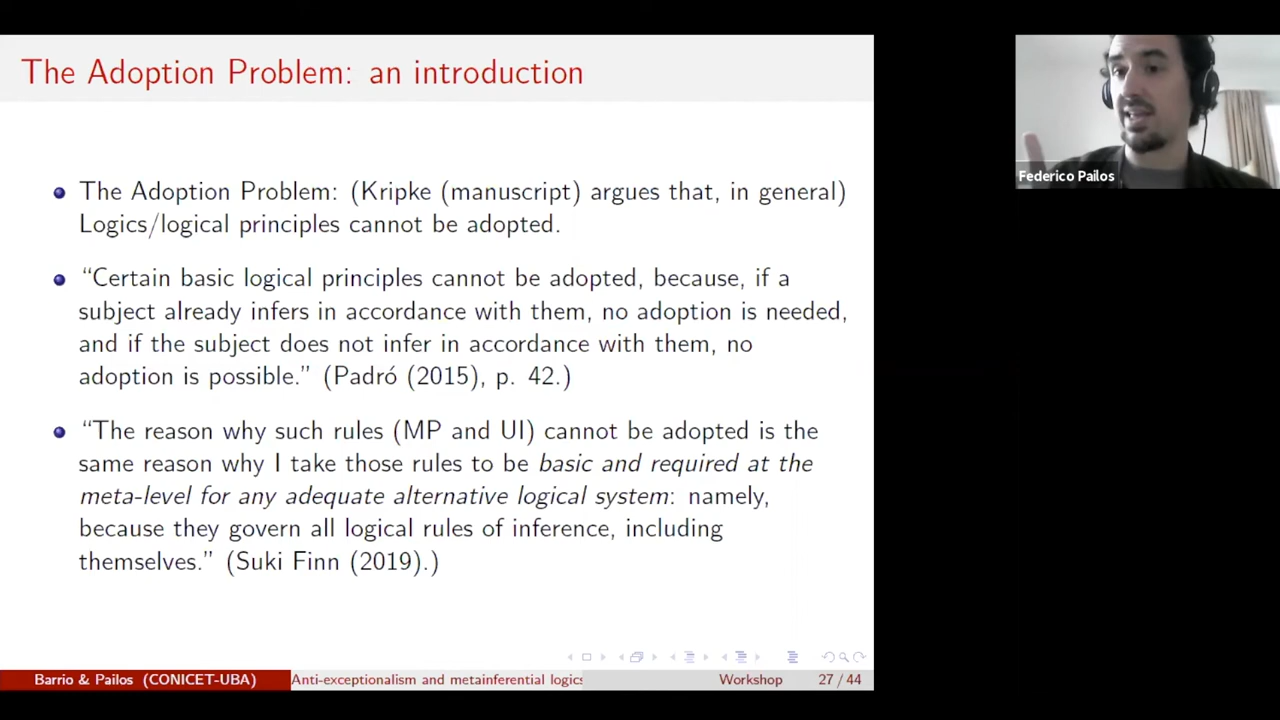 The Adoption Problem: an introduction
The Adoption Problem: (Kripke (manuscript) argues that, in general)
Logics/logical principles cannot be adopted.
“Certain basic logical principles cannot be adopted, because, if a
subject already infers in accordance with them, no adoption is needed,
and if the subject does not infer in accordance with them, no
adoption is possible.” (Padró (2015), p. 42.)
“The reason why such rules (MP and UI) cannot be adopted is the
same reason why I take those rules to be basic and required at the
meta-level for any adequate alternative logical system: namely,
because they govern all logical rules of inference, including
themselves.” (Suki Finn (2019).)
Federico Pailos
Barrio & Pailos (CONICET-UBA) Anti-exceptionalism and metainferential logics Workshop 27 / 44